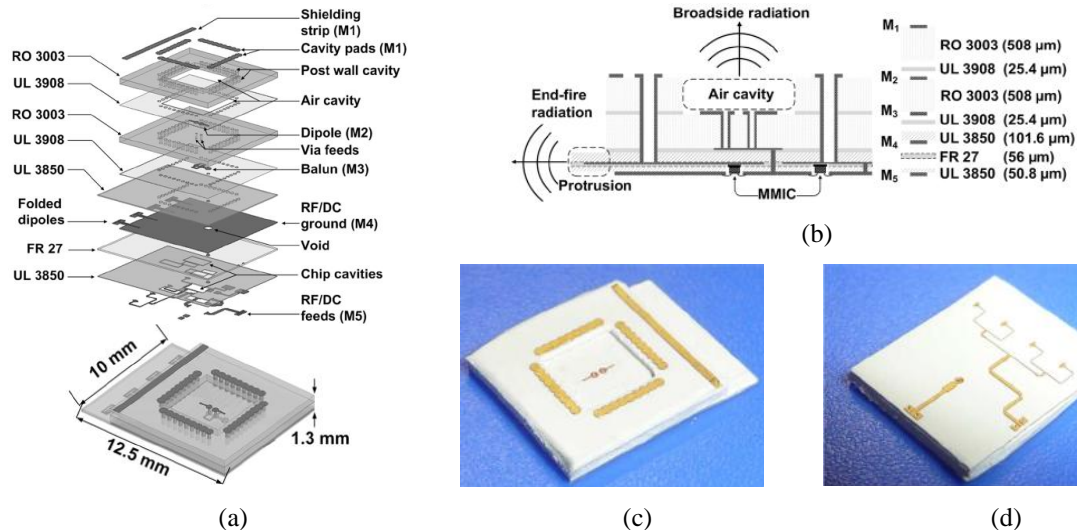 Shielding
strip (M1)
Cavity pads (M1)
RO 3003
Post wall cavity
UL 3908
Air cavity
RO 3003
Dipole (M2)
UL 3908
Via feeds
Balun (M3)
UL 3850
Folded
dipoles
RF/DC
ground (M4)
FR 27
Void
UL 3850
Chip cavities
RF/DC
feeds (M5)
10 mm
12.5 mm
1.3 mm
(a)
Broadside radiation
End-fire
radiation
Air cavity
Protrusion
MMIC
M1
RO 3003 (508 µm)
UL 3908 (25.4 µm)
M2
RO 3003 (508 µm)
M3
UL 3908 (25.4 µm)
M4
UL 3850 (101.6 µm)
FR 27 (56 µm)
M5
UL 3850 (50.8 µm)
(b)
(c)
(d)